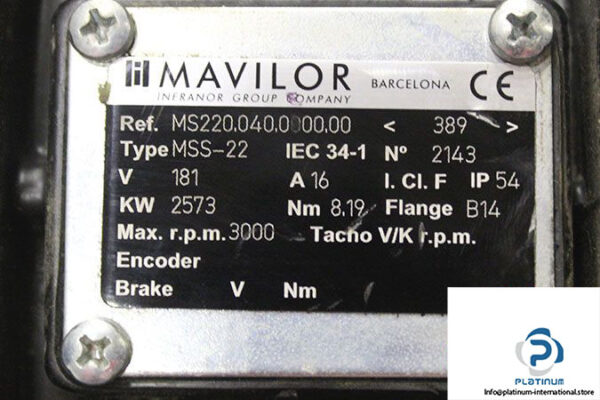 MAVILOR BARCELONA CE
INFRANOR GROUP COMPANY
Ref. MS220.040.0000.00 < 389 >
Type MSS-22 IEC 34-1 Nº 2143
V 181 A 16 I. Cl. F IP 54
KW 2573 Nm 8.19 Flange B14
Max. r.p.m. 3000 Tacho V/K r.p.m.
Encoder
Brake V Nm
PLATINUM
info@platinum-international.store